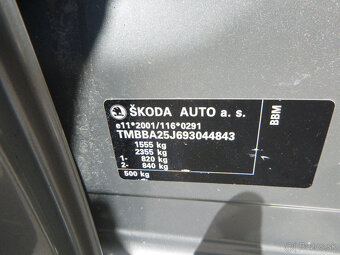 ŠKODA AUTO a. s.
e11*2001/116*0291
TMBBA25J693044843
1555 kg
2355 kg
1- 820 kg
2- 840 kg
500 kg
BBM